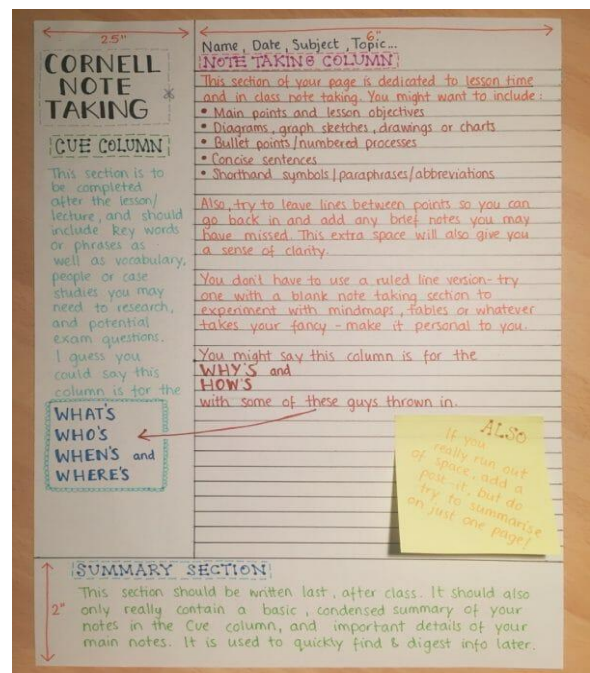 2.5"
6"
CORNELL
NOTE
TAKING
CUE COLUMN
This section is to
be completed
after the lesson/
lecture, and should
include key words
or phrases as
well as vocabulary,
people or case
studies you may
need to research,
and potential
exam questions.
I guess you
could say this
column is for the
WHAT'S
WHO'S
WHEN'S and
WHERE'S
Name, Date, Subject, Topic...
NOTE TAKING COLUMN
This section of your page is dedicated to lesson time
and in class note taking. You might want to include:
• Main points and lesson objectives
• Diagrams, graph sketches, drawings or charts
• Bullet points/numbered processes
• Concise sentences
• Shorthand symbols/paraphrases/abbreviations
Also, try to leave lines between points so you can
go back in and add any brief notes you may
have missed. This extra space will also give you
a sense of clarity.
You don't have to use a ruled line version- try
one with a blank note taking section to
experiment with mindmaps, tables or whatever
takes your fancy - make it personal to you.
You might say this column is for the
WHY'S and
HOW'S
with some of these guys thrown in.
ALSO
If you
really run out
of space, add a
post-it, but do
try to summarise
on just one page!
SUMMARY SECTION
2"
This section should be written last, after class. It should also
only really contain a basic, condensed summary of your
notes in the Cue column, and important details of your
main notes. It is used to quickly find & digest info later.